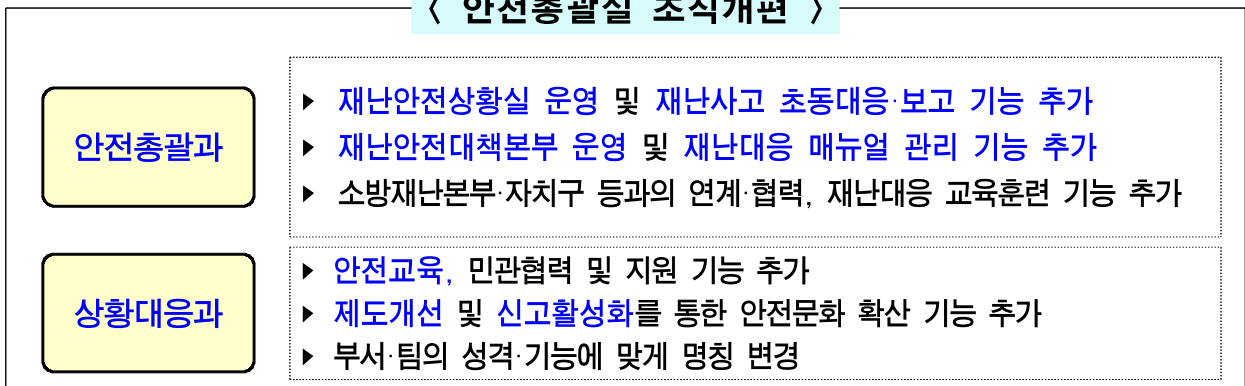 < 안전총괄실 조직개편 >
안전총괄과
▸ 재난안전상황실 운영 및 재난사고 초동대응·보고 기능 추가
▸ 재난안전대책본부 운영 및 재난대응 매뉴얼 관리 기능 추가
▸ 소방재난본부·자치구 등과의 연계·협력, 재난대응 교육훈련 기능 추가
상황대응과
▸ 안전교육, 민관협력 및 지원 기능 추가
▸ 제도개선 및 신고활성화를 통한 안전문화 확산 기능 추가
▸ 부서·팀의 성격·기능에 맞게 명칭 변경